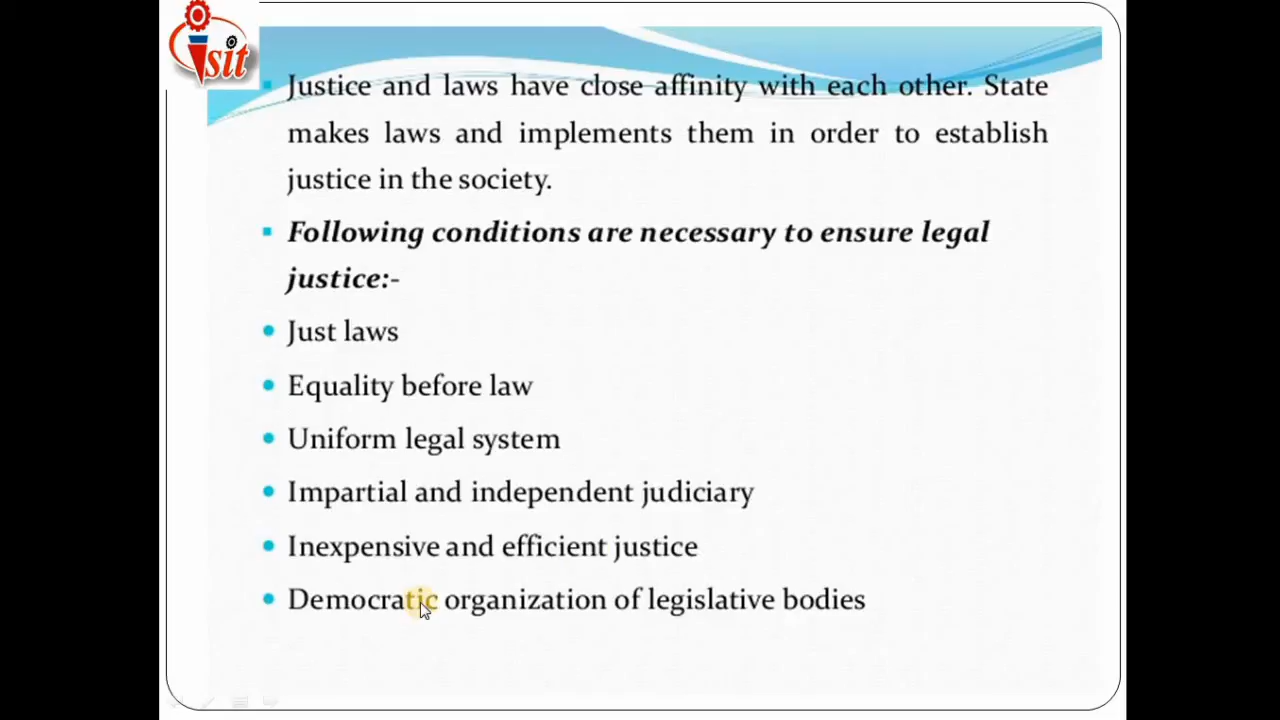 isit
Justice and laws have close affinity with each other. State
makes laws and implements them in order to establish
justice in the society.
Following conditions are necessary to ensure legal
justice:-
Just laws
Equality before law
Uniform legal system
Impartial and independent judiciary
Inexpensive and efficient justice
Democratic organization of legislative bodies